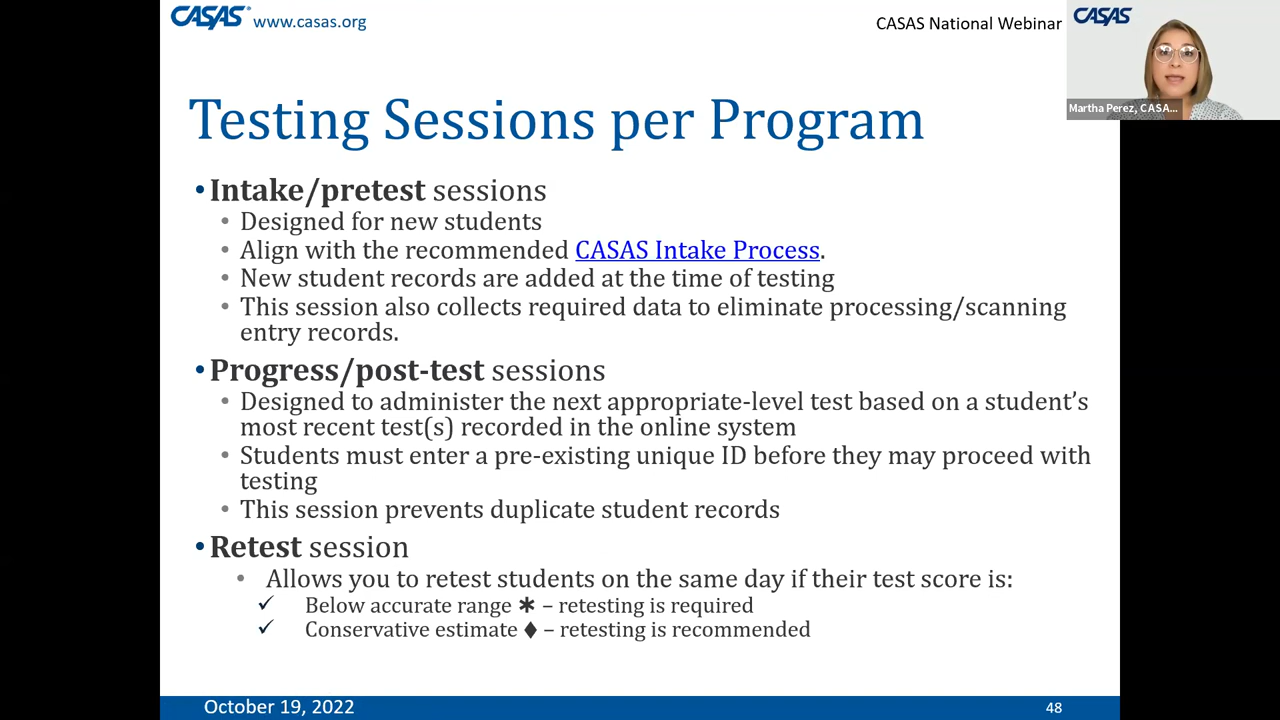 CASAS www.casas.org
CASAS National Webinar
CASAS
Martha Perez, CASA...
Testing Sessions per Program
• Intake/pretest sessions
• Designed for new students
• Align with the recommended CASAS Intake Process.
• New student records are added at the time of testing
• This session also collects required data to eliminate processing/scanning
entry records.
• Progress/post-test sessions
• Designed to administer the next appropriate-level test based on a student’s
most recent test(s) recorded in the online system
• Students must enter a pre-existing unique ID before they may proceed with
testing
• This session prevents duplicate student records
• Retest session
• Allows you to retest students on the same day if their test score is:
✓ Below accurate range ✱ – retesting is required
✓ Conservative estimate ♦ – retesting is recommended
October 19, 2022
48